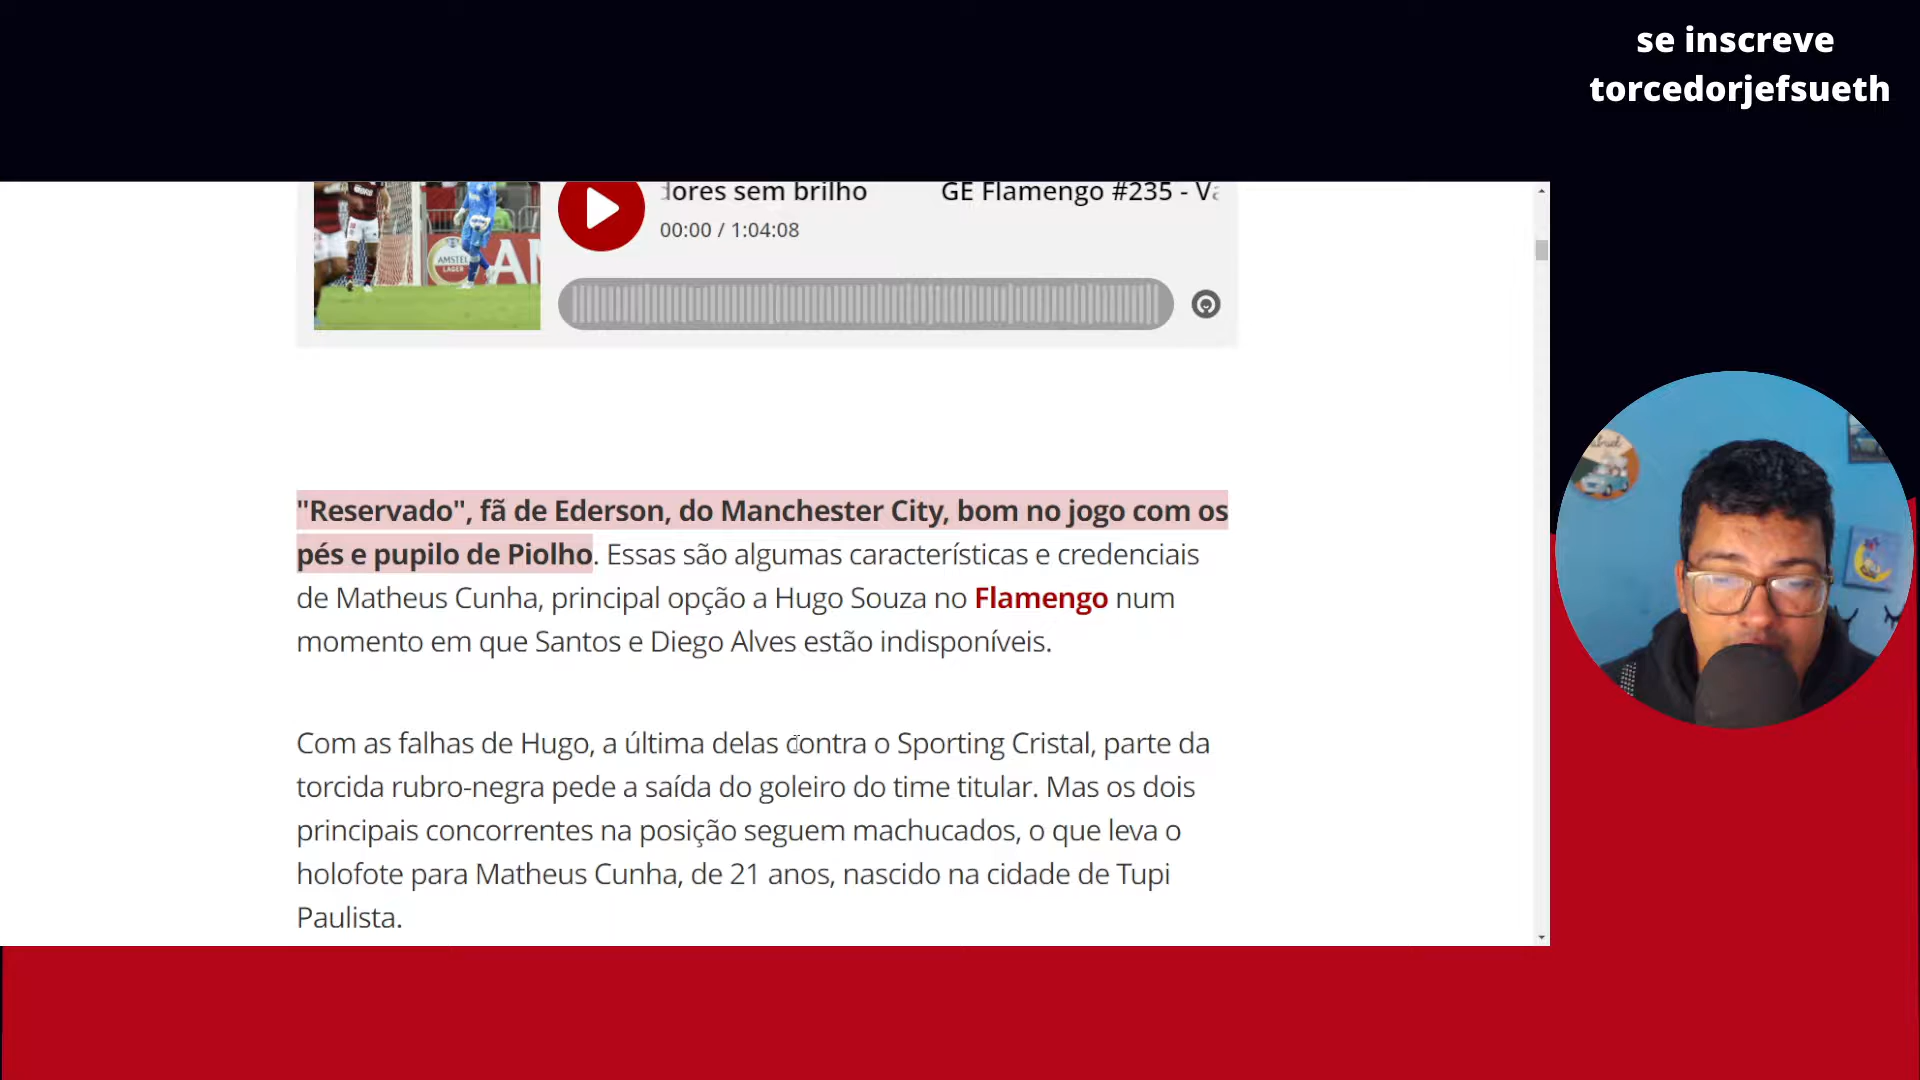 se inscreve
torcedorjefsueth
dores sem brilho GE Flamengo #235 - Va
00:00 / 1:04:08
AMSTEL
LAGER
"Reservado", fã de Ederson, do Manchester City, bom no jogo com os
pés e pupilo de Piolho. Essas são algumas características e credenciais
de Matheus Cunha, principal opção a Hugo Souza no Flamengo num
momento em que Santos e Diego Alves estão indisponíveis.
Com as falhas de Hugo, a última delas contra o Sporting Cristal, parte da
torcida rubro-negra pede a saída do goleiro do time titular. Mas os dois
principais concorrentes na posição seguem machucados, o que leva o
holofote para Matheus Cunha, de 21 anos, nascido na cidade de Tupi
Paulista.